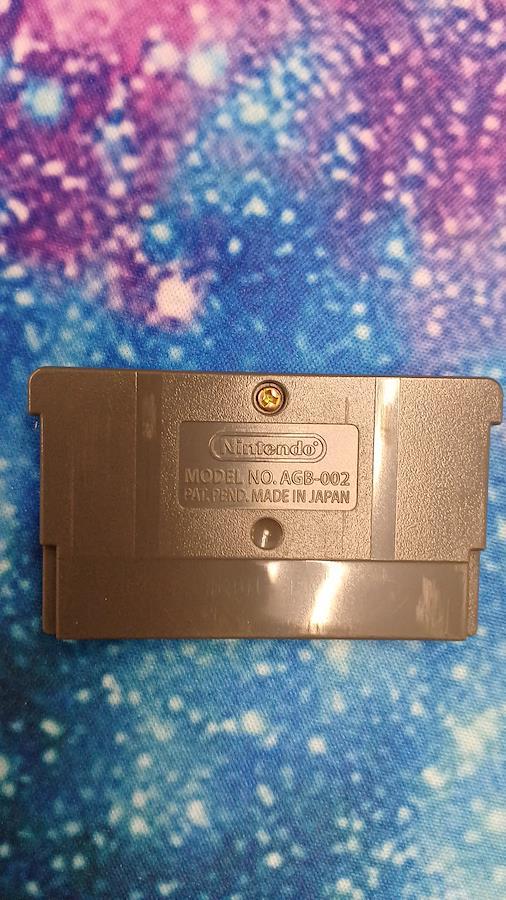 Nintendo®
MODEL NO. AGB-002
PAT. PEND. MADE IN JAPAN